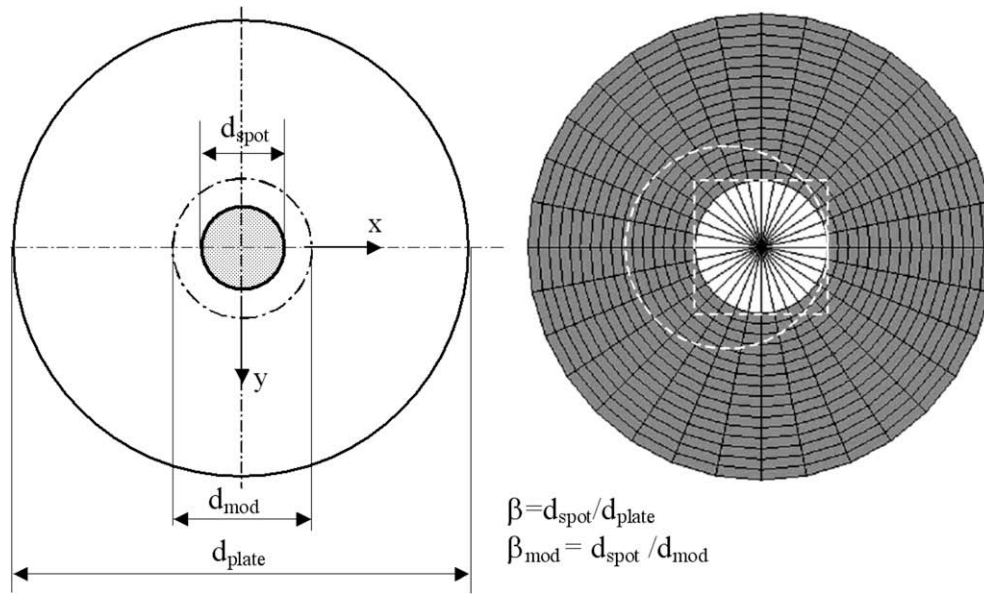 d_spot
x
y
d_mod
d_plate
β=d_spot/d_plate
β_mod = d_spot /d_mod